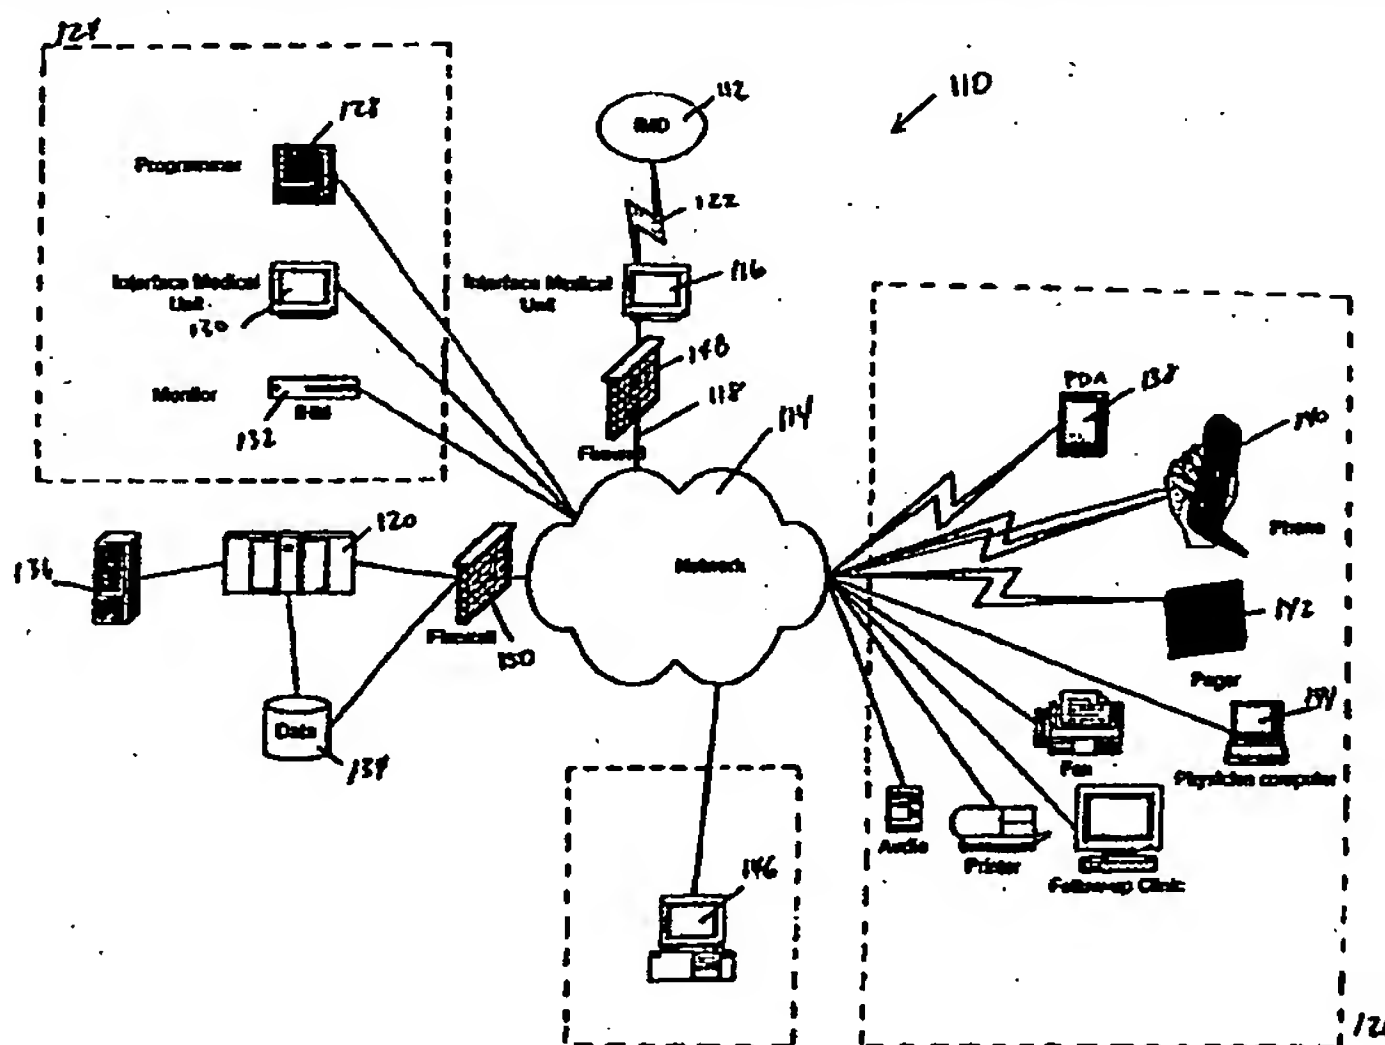 124
128
Programmer
Interface Medical
Unit
130
Monitor
132
112
IMD
110
122
Interface Medical
Unit
116
148
118
Firewall
114
Network
PDA
138
140
Phone
142
Pager
144
Physician computer
Fax
Audio
Printer
Follow-up Clinic
136
120
Firewall
150
Data
134
146